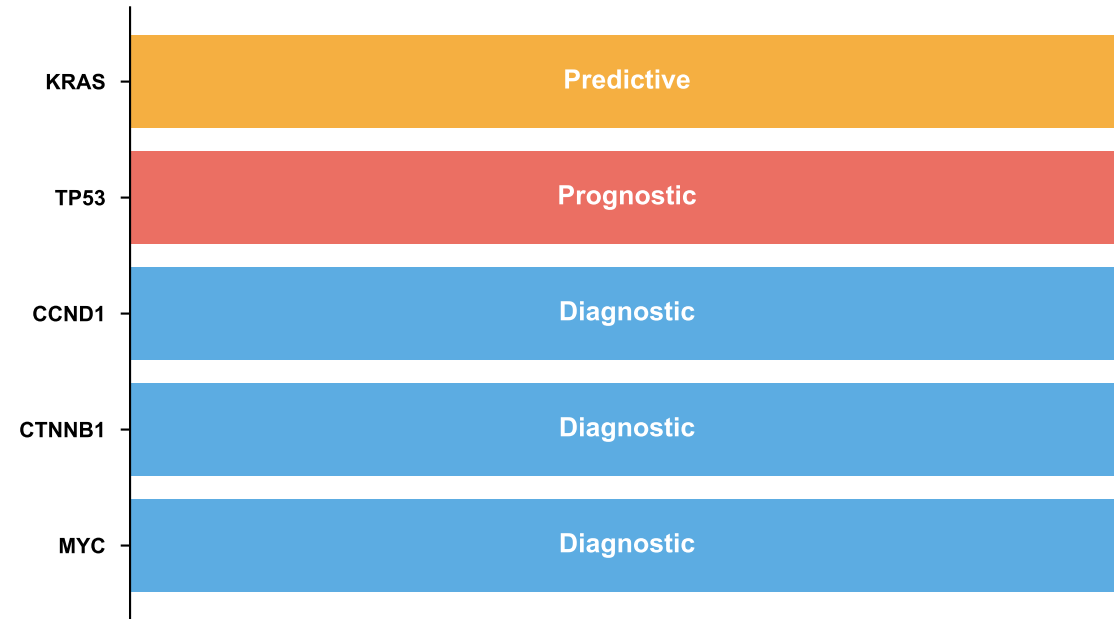 KRAS Predictive
TP53 Prognostic
CCND1 Diagnostic
CTNNB1 Diagnostic
MYC Diagnostic